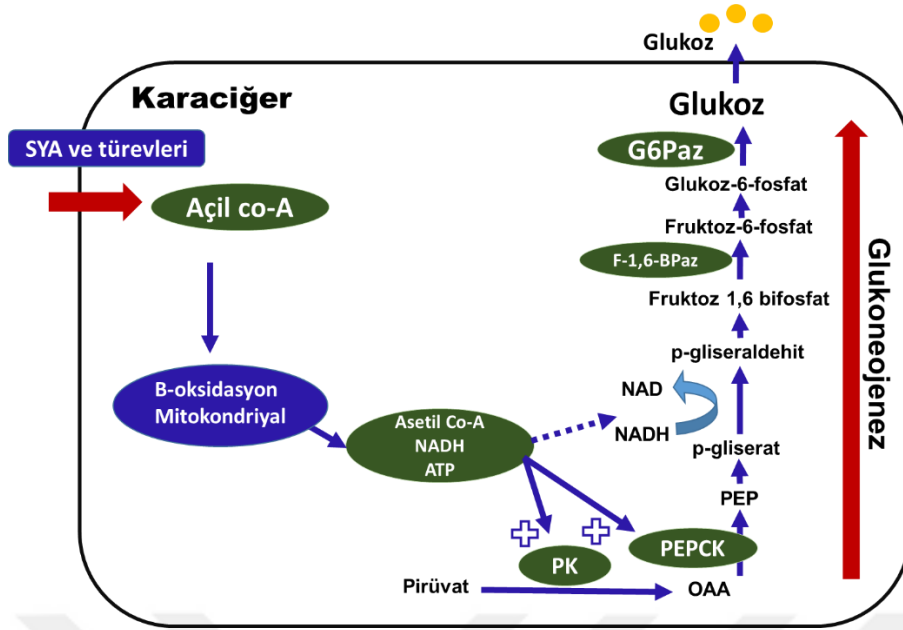 Glukoz
Karaciğer
Glukoz
SYA ve türevleri
G6Paz
Glukoz-6-fosfat
Açil co-A
Fruktoz-6-fosfat
F-1,6-BPaz
Fruktoz 1,6 bifosfat
p-gliseraldehit
B-oksidasyon
Mitokondriyal
NAD
Asetil Co-A
NADH
ATP
NADH
p-gliserat
PEP
PEPCK
PK
Pirüvat
OAA
Glukoneojenez